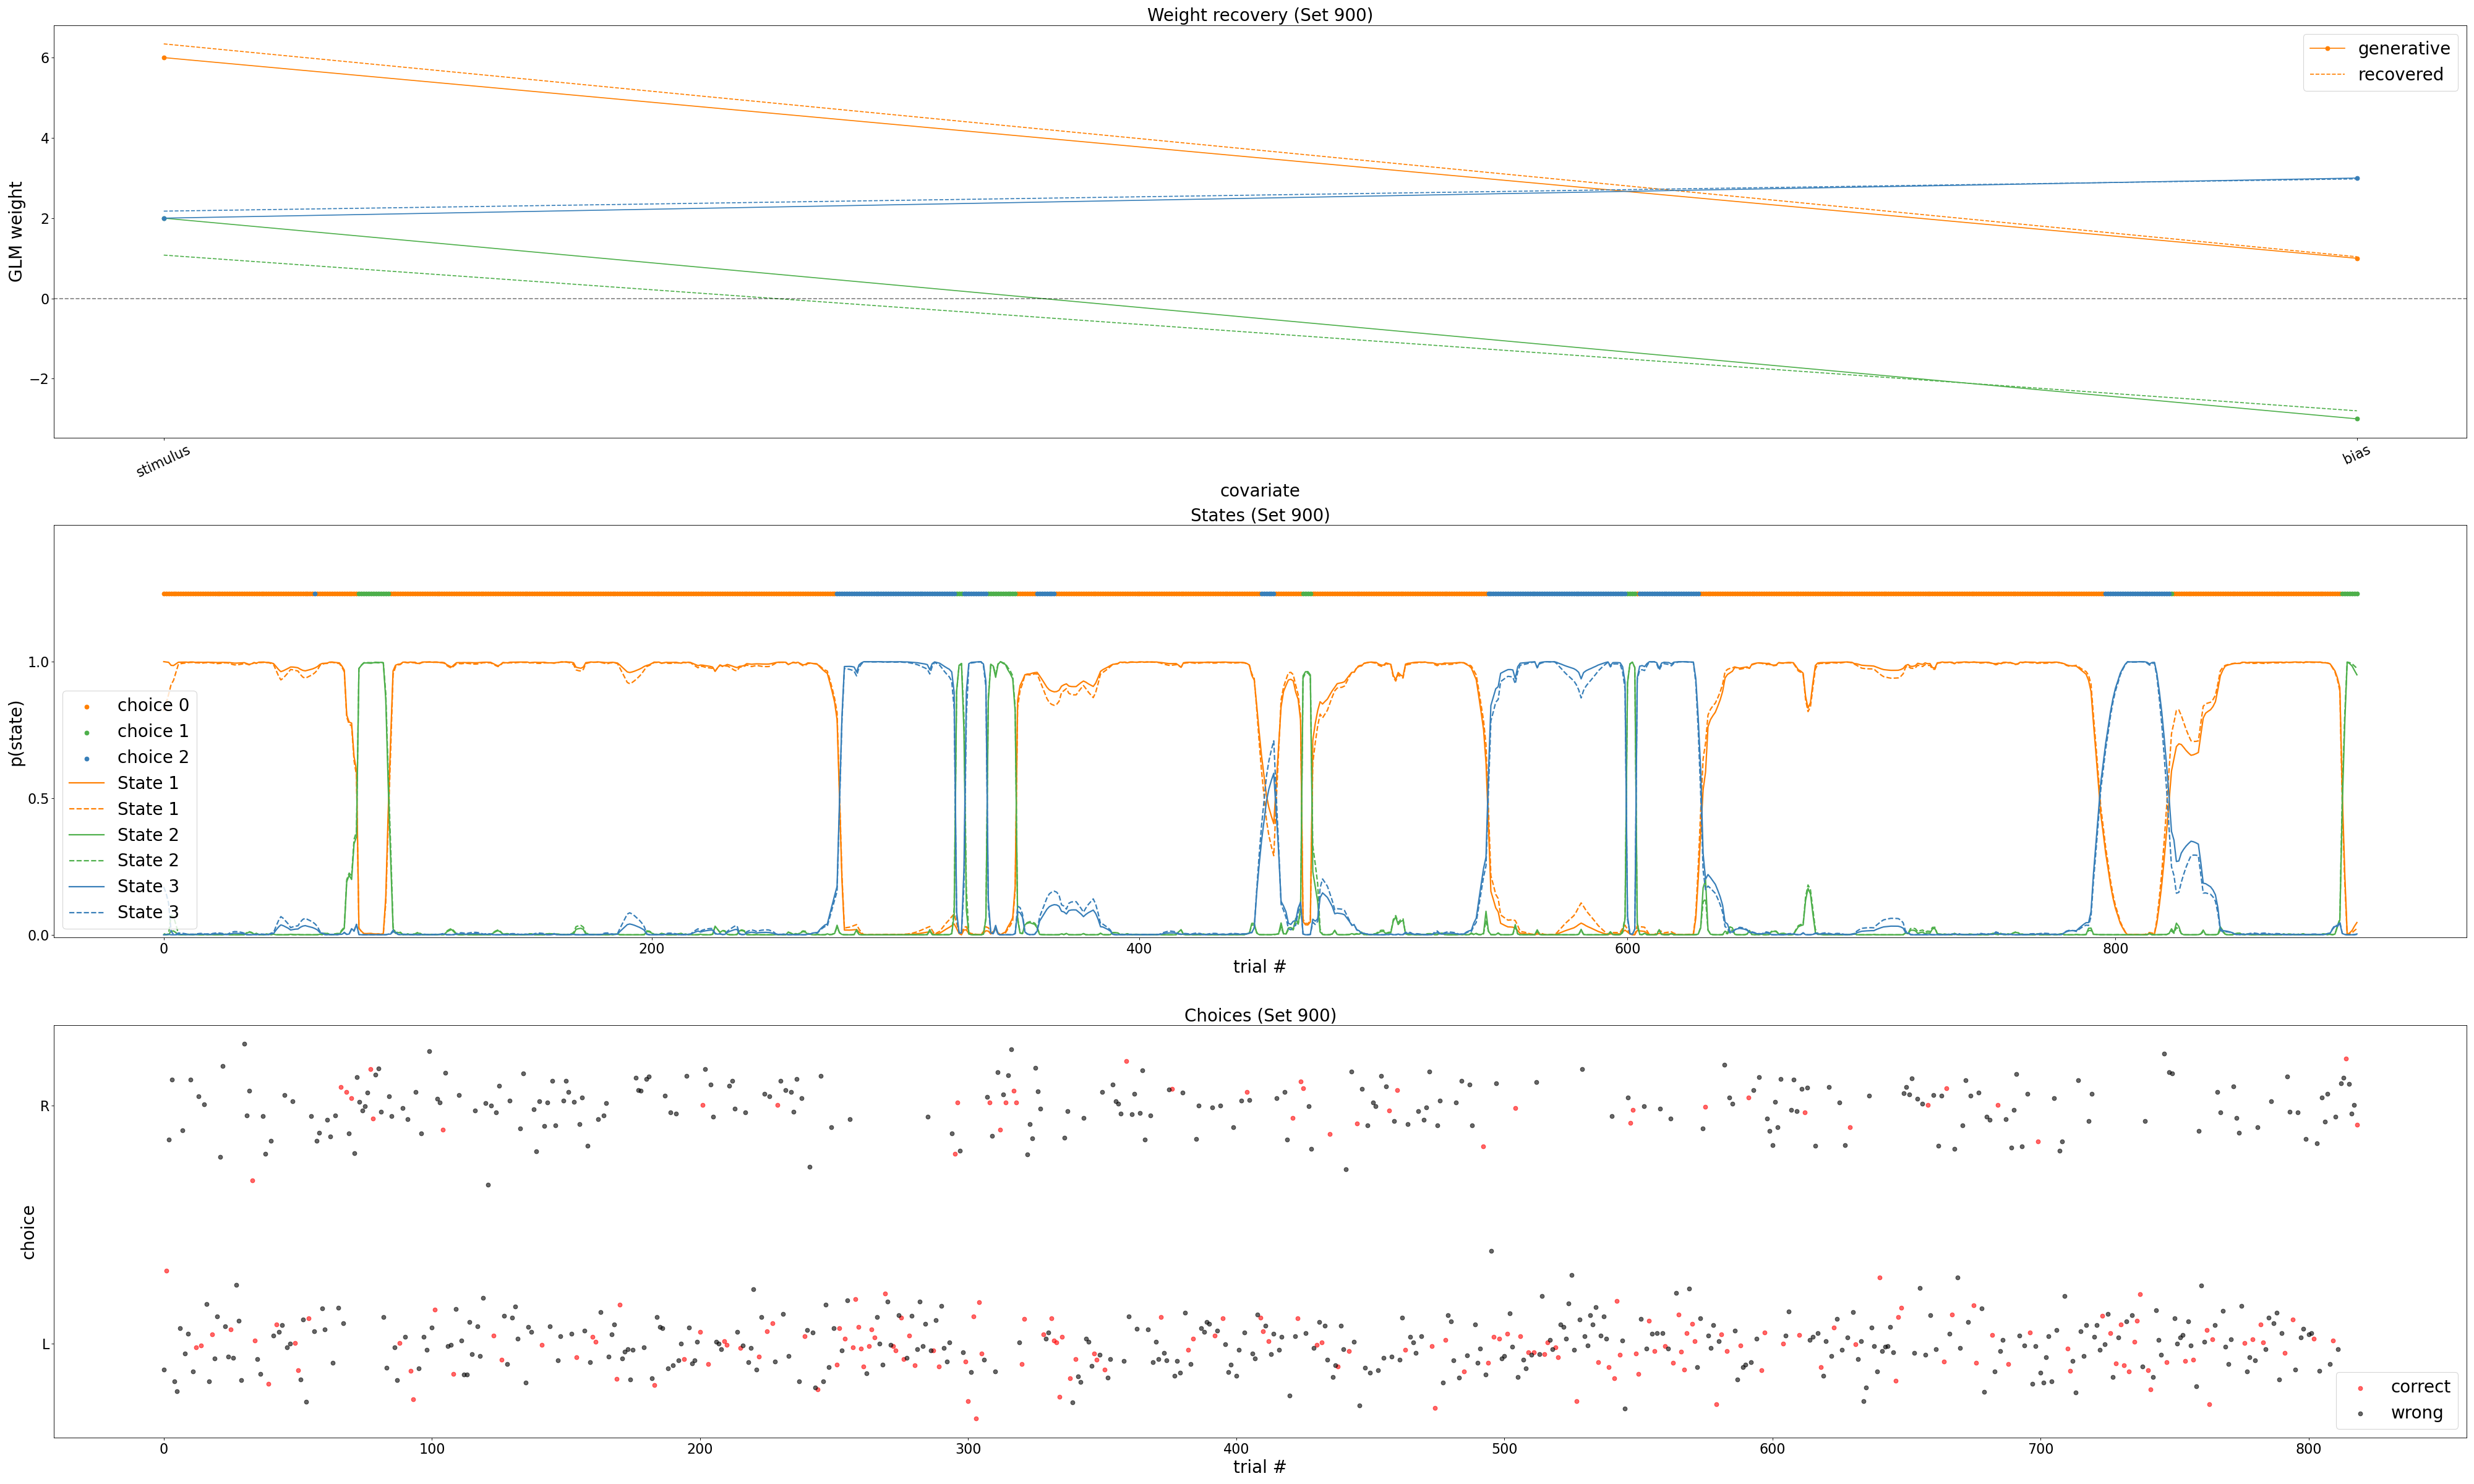 Weight recovery (Set 900)
GLM weight
6
4
2
0
−2
generative
recovered
stimulus
bias
covariate
States (Set 900)
p(state)
1.0
0.5
0.0
choice 0
choice 1
choice 2
State 1
State 1
State 2
State 2
State 3
State 3
0 200 400 600 800
trial #
Choices (Set 900)
choice
R
L
correct
wrong
0 100 200 300 400 500 600 700 800
trial #